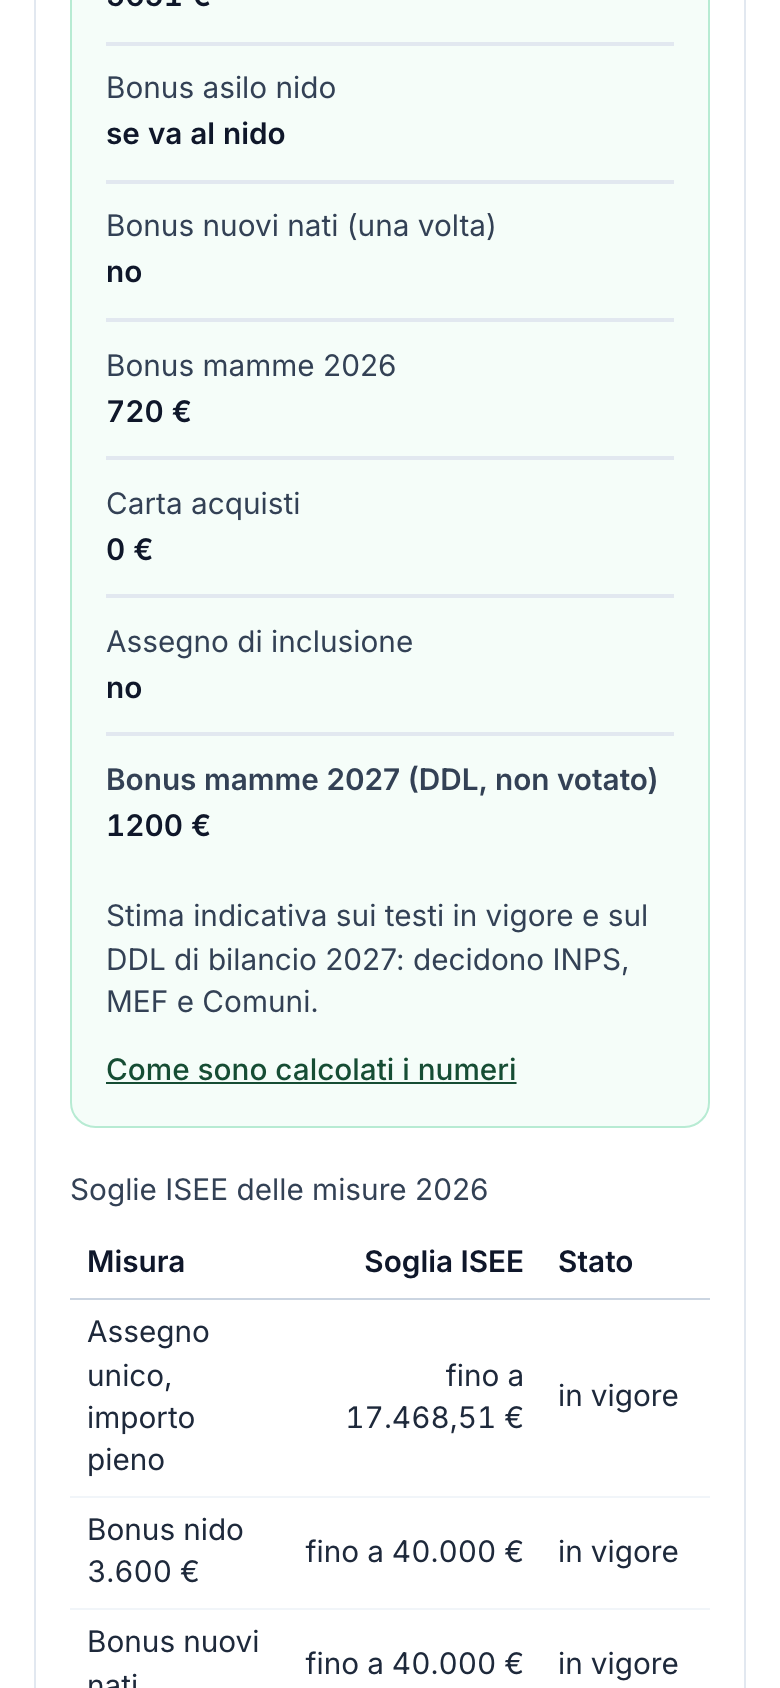 Bonus asilo nido
se va al nido
Bonus nuovi nati (una volta)
no
Bonus mamme 2026
720 €
Carta acquisti
0 €
Assegno di inclusione
no
Bonus mamme 2027 (DDL, non votato)
1200 €
Stima indicativa sui testi in vigore e sul
DDL di bilancio 2027: decidono INPS,
MEF e Comuni.
Come sono calcolati i numeri
Soglie ISEE delle misure 2026
Misura Soglia ISEE Stato
Assegno
unico,
importo
pieno
fino a
17.468,51 €
in vigore
Bonus nido
3.600 €
fino a 40.000 €
in vigore
Bonus nuovi
nati
fino a 40.000 €
in vigore